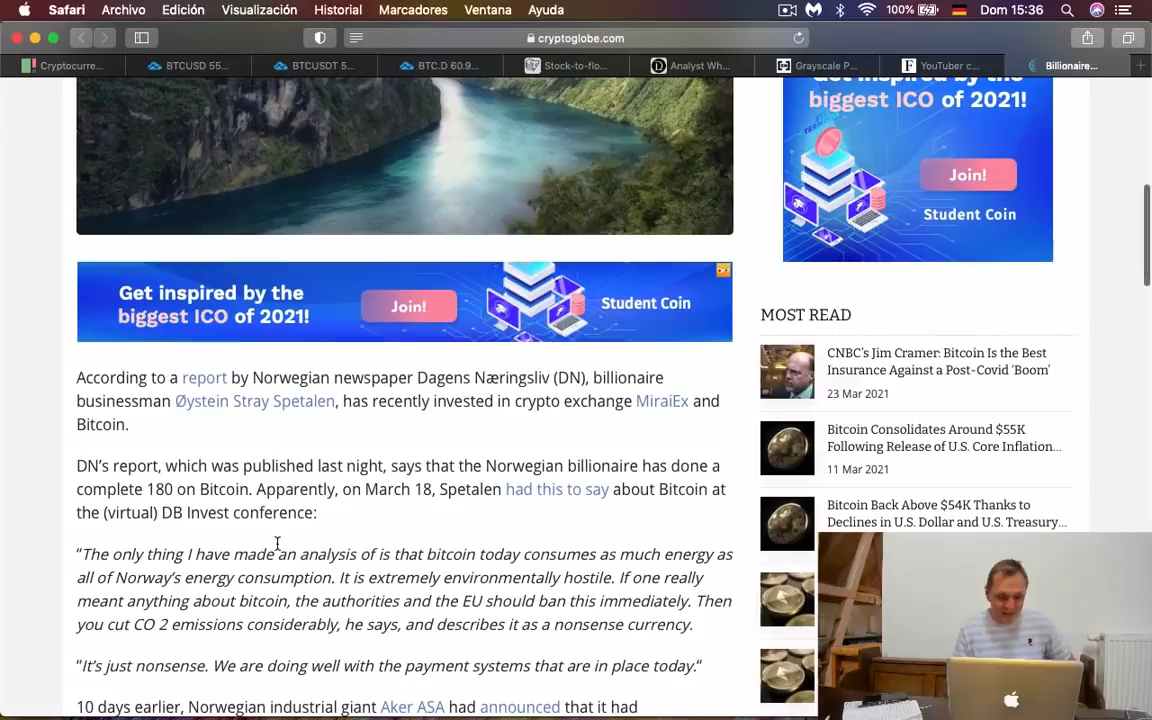 Safari Archivo Edición Visualización Historial Marcadores Ventana Ayuda 100% Dom 15:36
cryptoglobe.com
Cryptocurre... BTCUSD 55... BTCUSDT 5... BTC.D 60.9... Stock-to-flo... Analyst Wh... Grayscale P... YouTuber c... Billionaire...
Get inspired by the
biggest ICO of 2021!
Join!
Student Coin
Get inspired by the
biggest ICO of 2021!
Join!
Student Coin
According to a report by Norwegian newspaper Dagens Næringsliv (DN), billionaire
businessman Øystein Stray Spetalen, has recently invested in crypto exchange MiraiEx and
Bitcoin.
DN’s report, which was published last night, says that the Norwegian billionaire has done a
complete 180 on Bitcoin. Apparently, on March 18, Spetalen had this to say about Bitcoin at
the (virtual) DB Invest conference:
“The only thing I have made an analysis of is that bitcoin today consumes as much energy as
all of Norway’s energy consumption. It is extremely environmentally hostile. If one really
meant anything about bitcoin, the authorities and the EU should ban this immediately. Then
you cut CO 2 emissions considerably, he says, and describes it as a nonsense currency.
“It’s just nonsense. We are doing well with the payment systems that are in place today.“
10 days earlier, Norwegian industrial giant Aker ASA had announced that it had
MOST READ
CNBC’s Jim Cramer: Bitcoin Is the Best
Insurance Against a Post-Covid ‘Boom’
23 Mar 2021
Bitcoin Consolidates Around $55K
Following Release of U.S. Core Inflation...
11 Mar 2021
Bitcoin Back Above $54K Thanks to
Declines in U.S. Dollar and U.S. Treasury...